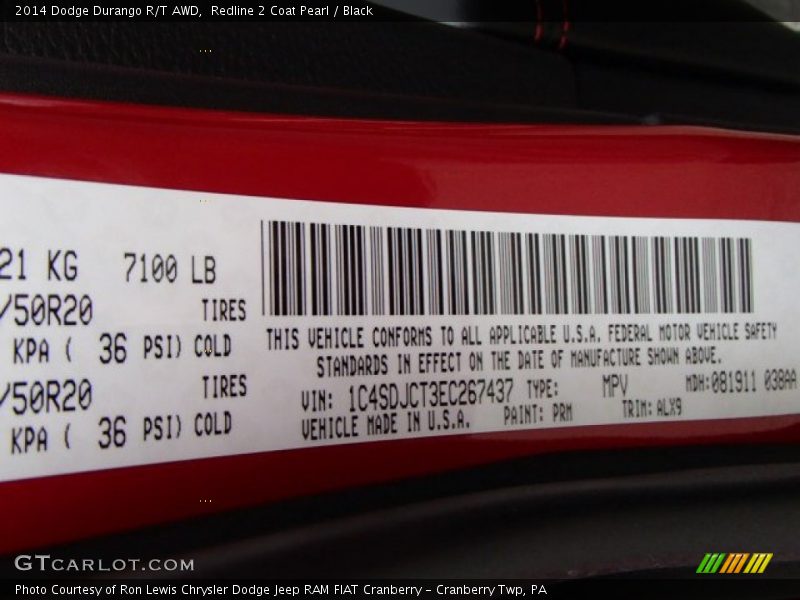 2014 Dodge Durango R/T AWD,  Redline 2 Coat Pearl / Black
21 KG 7100 LB
/50R20 TIRES
KPA ( 36 PSI) COLD
/50R20 TIRES
KPA ( 36 PSI) COLD
THIS VEHICLE CONFORMS TO ALL APPLICABLE U.S.A. FEDERAL MOTOR VEHICLE SAFETY
STANDARDS IN EFFECT ON THE DATE OF MANUFACTURE SHOWN ABOVE.
VIN: 1C4SDJCT3EC267437 TYPE: MPV MDH:081911 038AA
VEHICLE MADE IN U.S.A. PAINT: PRM TRIM: ALX9
GTCARLOT.COM
Photo Courtesy of Ron Lewis Chrysler Dodge Jeep RAM FIAT Cranberry - Cranberry Twp, PA